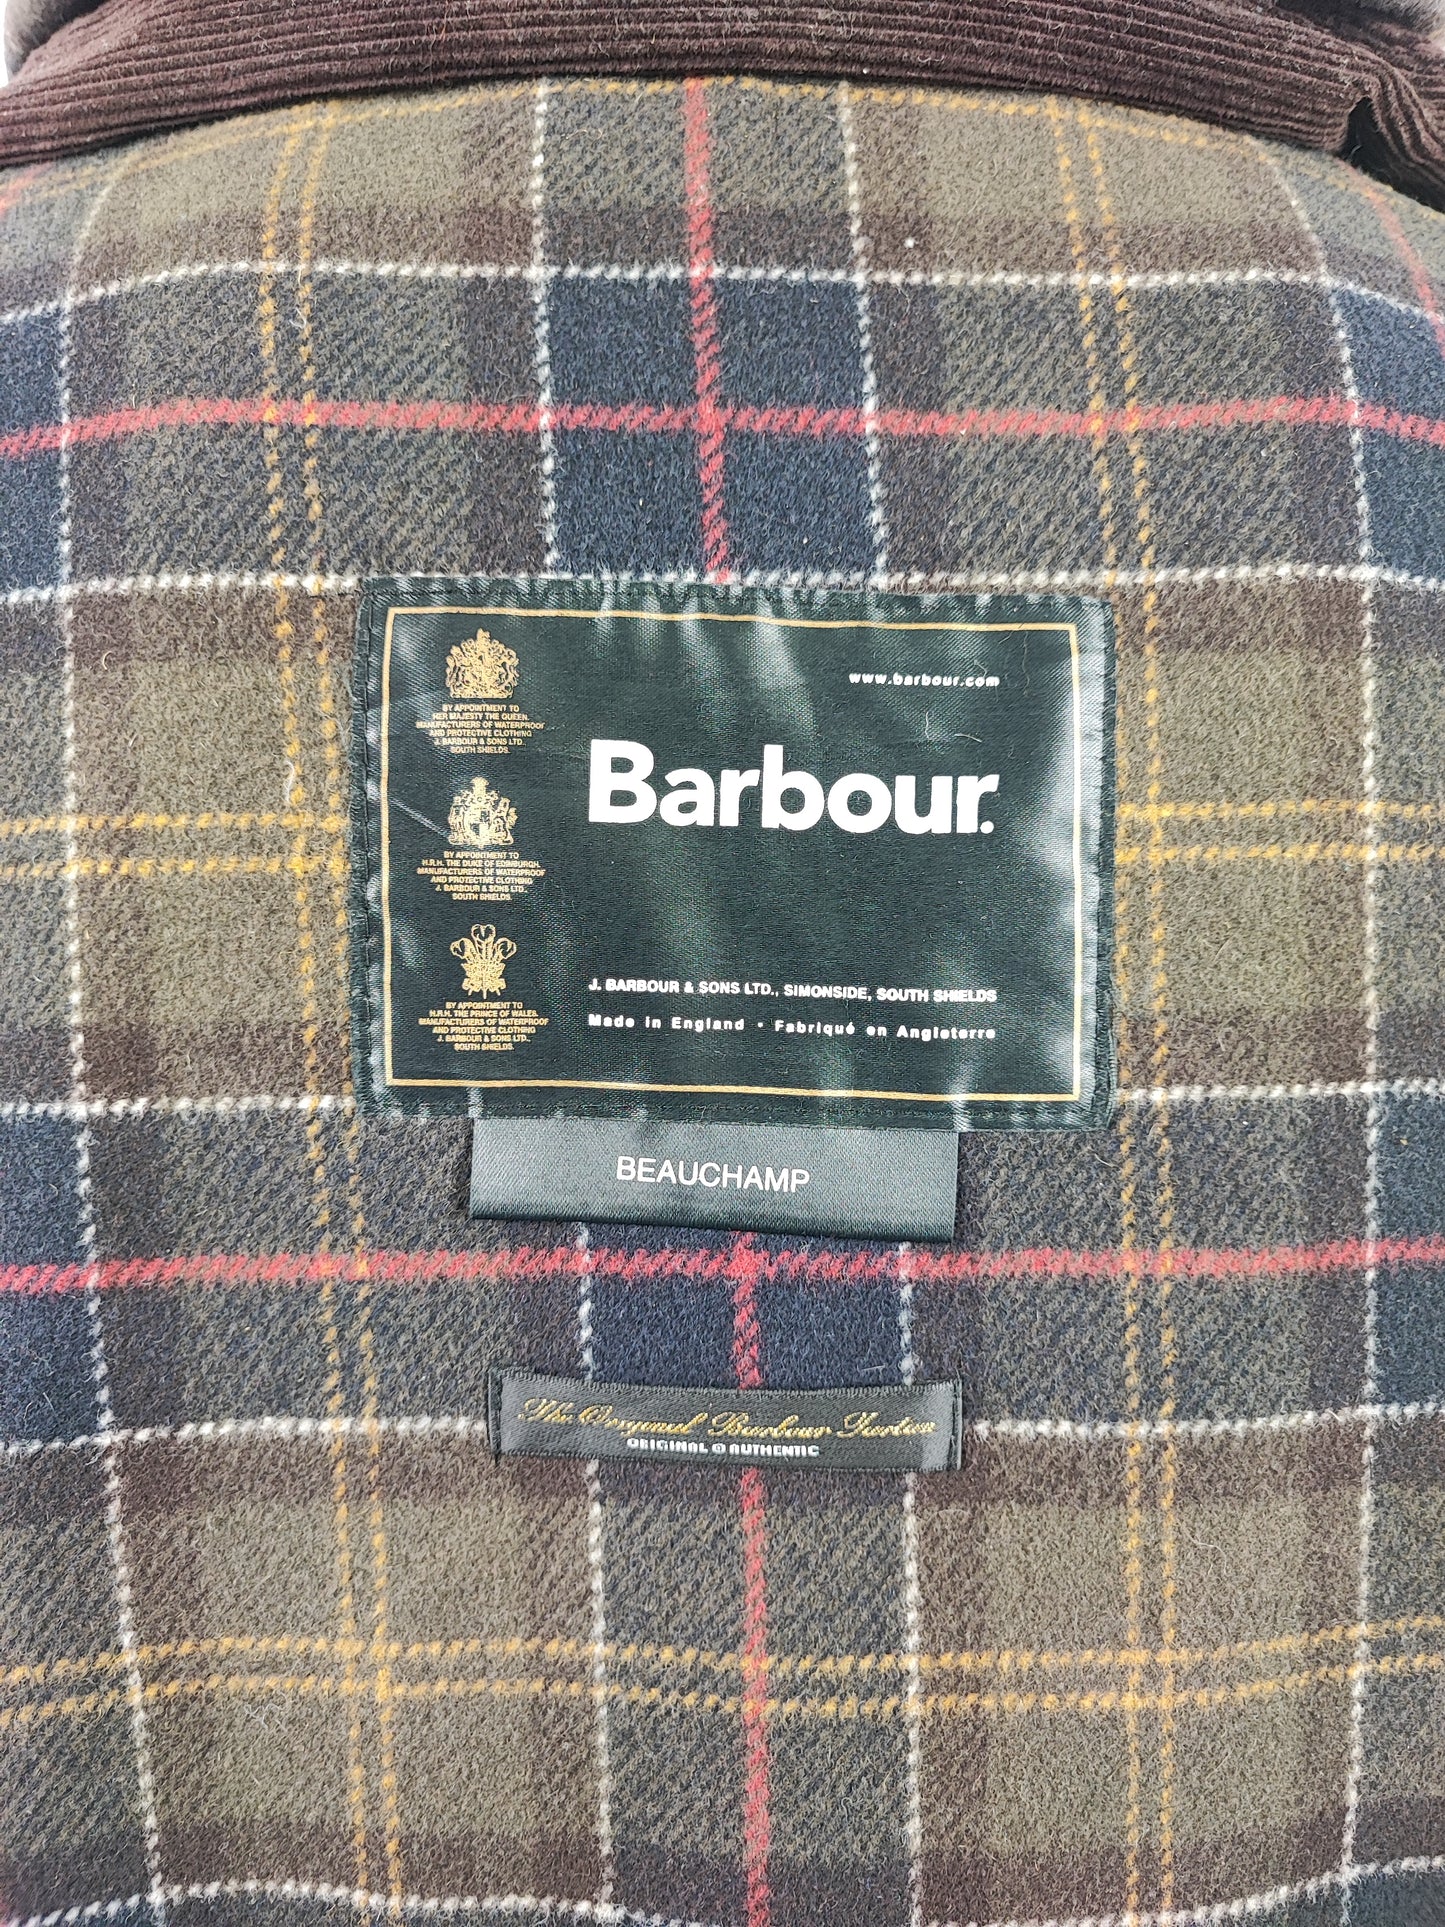 www.barbour.com
BY APPOINTMENT TO
HER MAJESTY THE QUEEN.
MANUFACTURERS OF WATERPROOF
AND PROTECTIVE CLOTHING
J. BARBOUR & SONS LTD.,
SOUTH SHIELDS.
Barbour.
BY APPOINTMENT TO
H.R.H. THE DUKE OF EDINBURGH.
MANUFACTURERS OF WATERPROOF
AND PROTECTIVE CLOTHING
J. BARBOUR & SONS LTD.,
SOUTH SHIELDS.
BY APPOINTMENT TO
H.R.H. THE PRINCE OF WALES.
MANUFACTURERS OF WATERPROOF
AND PROTECTIVE CLOTHING
J. BARBOUR & SONS LTD.,
SOUTH SHIELDS.
J. BARBOUR & SONS LTD., SIMONSIDE, SOUTH SHIELDS
Made in England • Fabriqué en Angleterre
BEAUCHAMP
The Original Barbour Tartan
ORIGINAL & AUTHENTIC